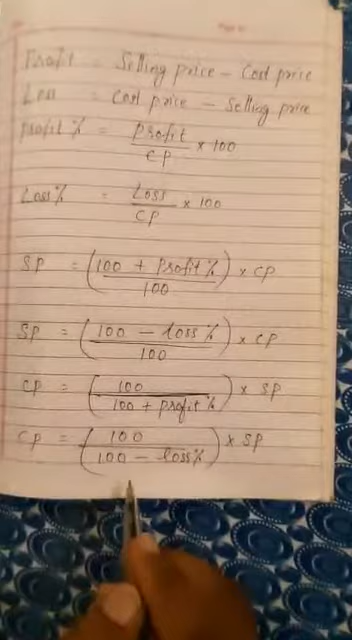 Profit = Selling price - Cost price
Loss = Cost price - Selling price
Profit % = Profit / CP × 100
Loss % = Loss / CP × 100
SP = (100 + Profit % / 100) × CP
SP = (100 - loss % / 100) × CP
CP = (100 / 100 + profit %) × SP
CP = (100 / 100 - loss %) × SP